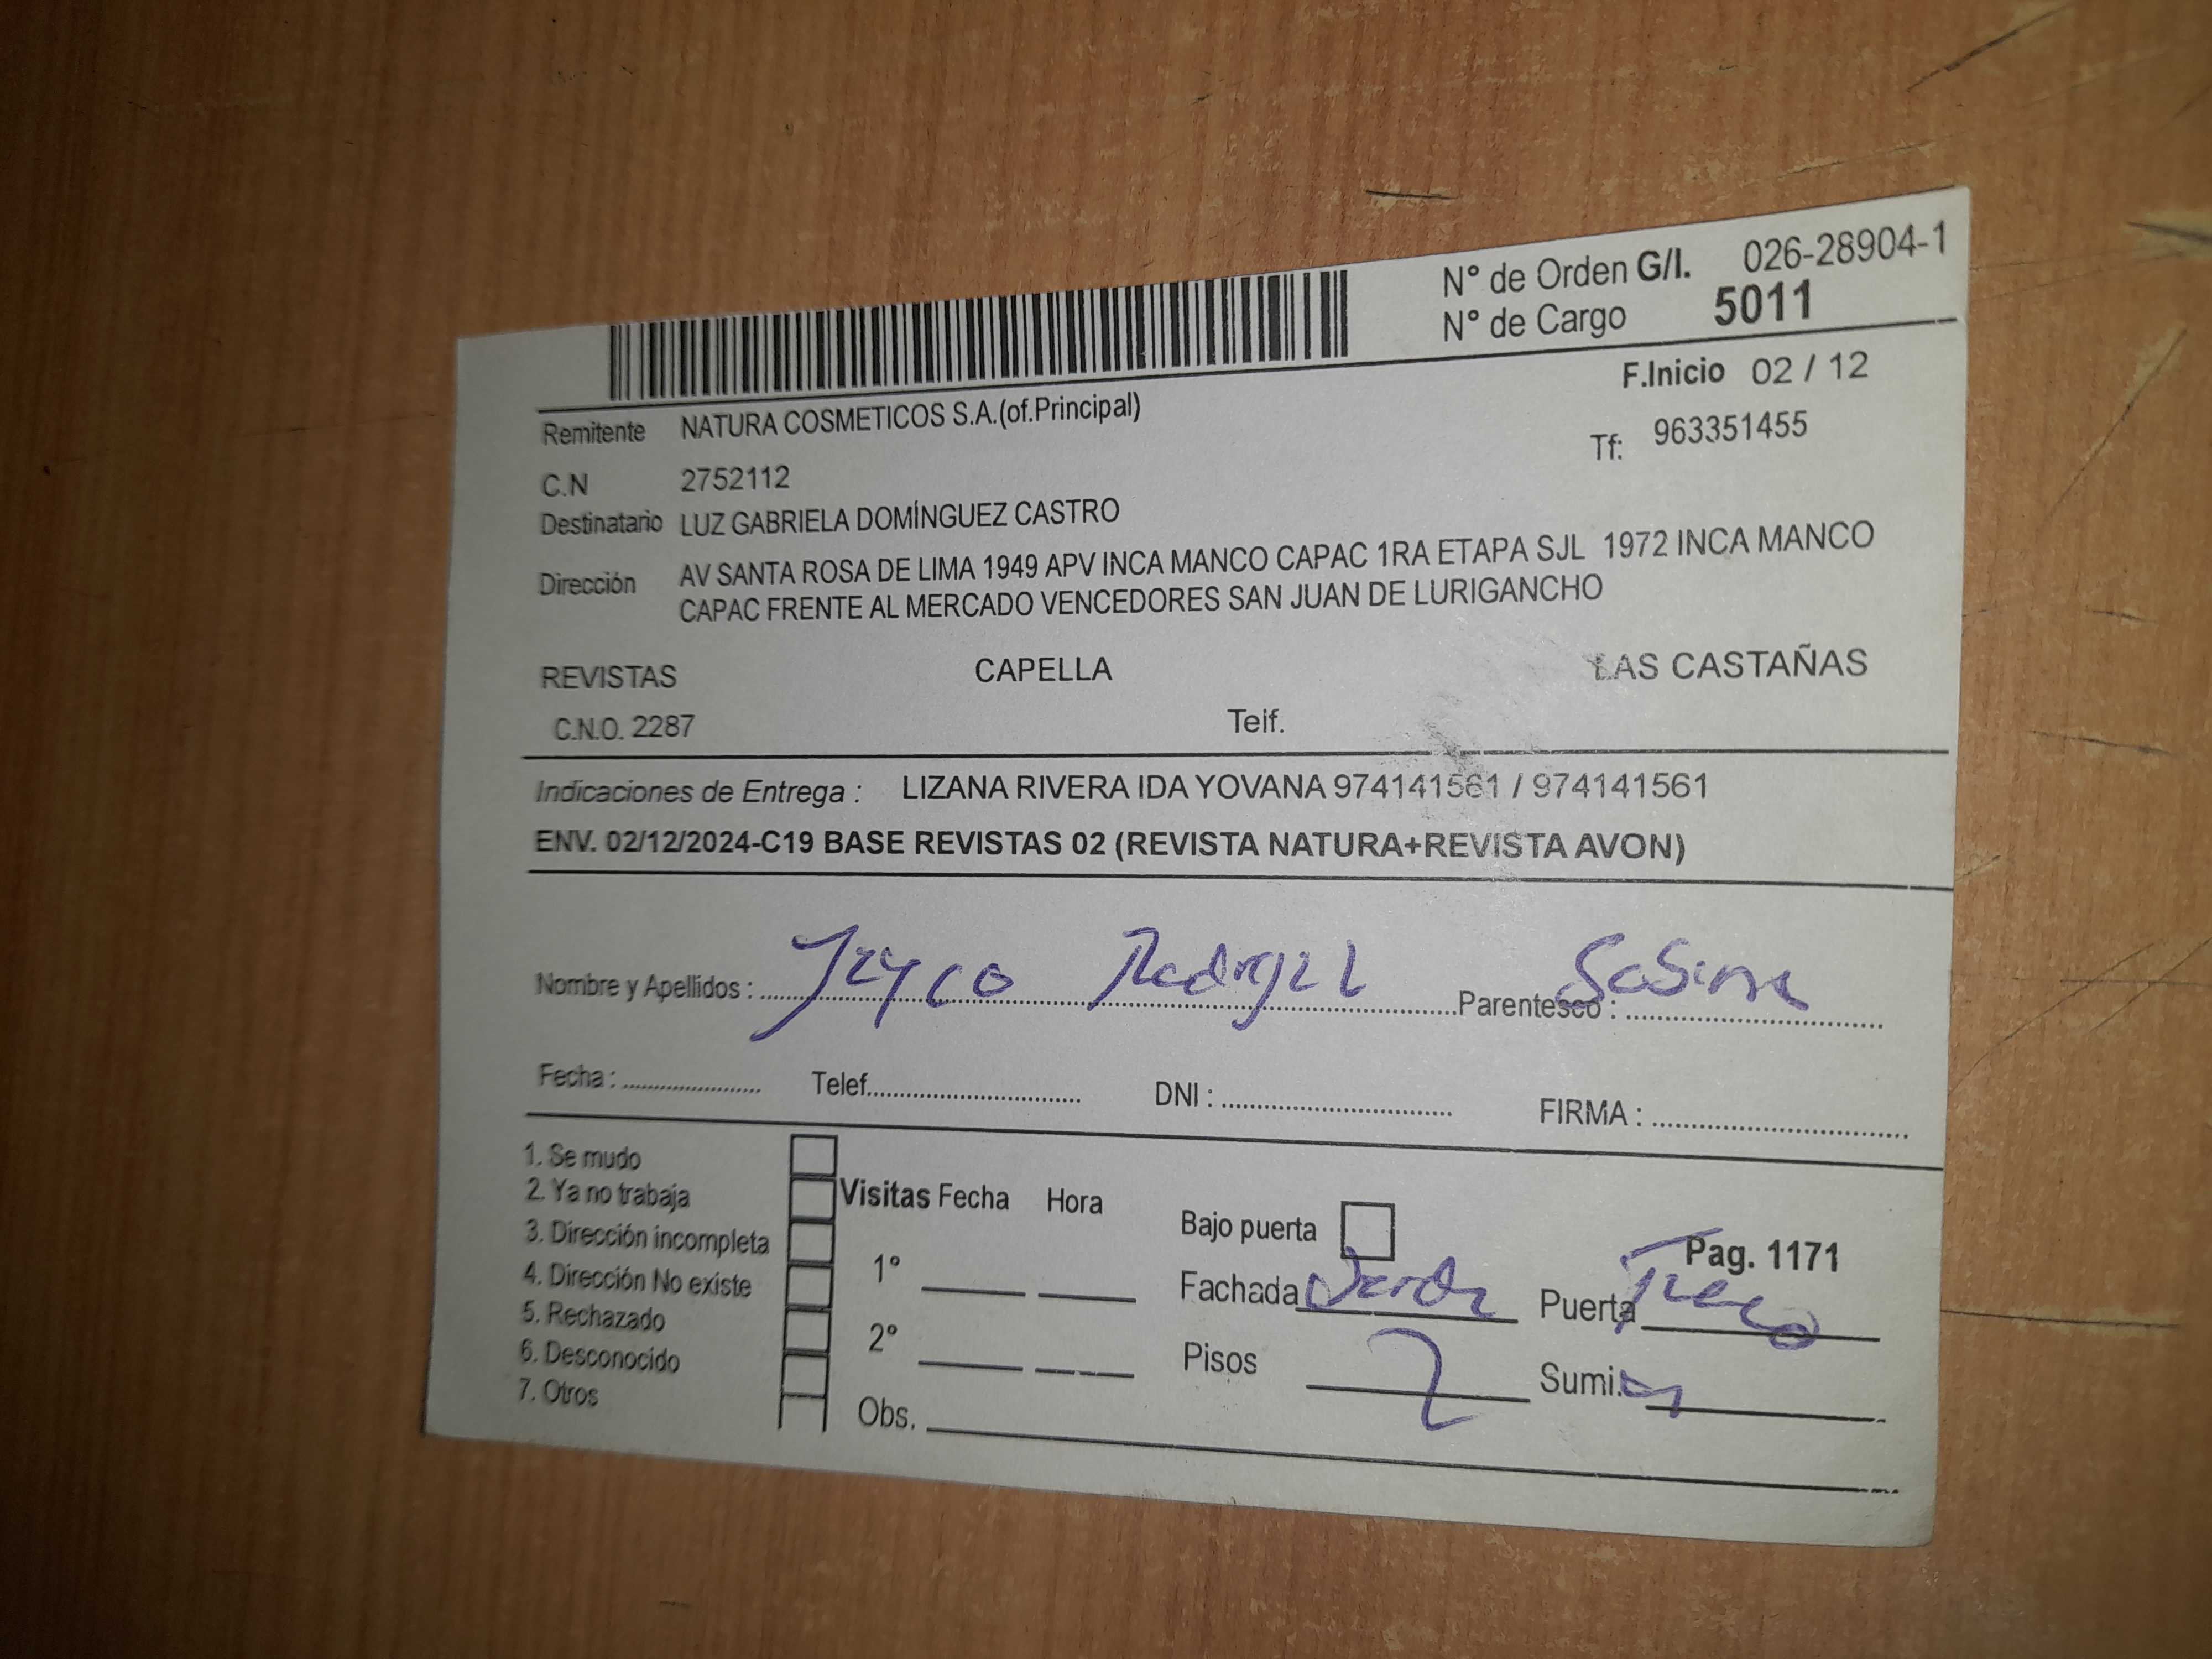 N° de Orden G/I. 026-28904-1
N° de Cargo 5011
F.Inicio 02 / 12
Remitente NATURA COSMETICOS S.A.(of.Principal)
Tf: 963351455
C.N 2752112
Destinatario LUZ GABRIELA DOMÍNGUEZ CASTRO
Dirección AV SANTA ROSA DE LIMA 1949 APV INCA MANCO CAPAC 1RA ETAPA SJL 1972 INCA MANCO
CAPAC FRENTE AL MERCADO VENCEDORES SAN JUAN DE LURIGANCHO
REVISTAS CAPELLA LAS CASTAÑAS
C.N.O. 2287 Telf.
Indicaciones de Entrega : LIZANA RIVERA IDA YOVANA 974141561 / 974141561
ENV. 02/12/2024-C19 BASE REVISTAS 02 (REVISTA NATURA+REVISTA AVON)
Nombre y Apellidos : Parentesco :
Fecha : Telef. DNI : FIRMA :
1. Se mudo
2. Ya no trabaja
3. Dirección incompleta
4. Dirección No existe
5. Rechazado
6. Desconocido
7. Otros
Visitas Fecha Hora
1°
2°
Obs.
Bajo puerta
Pag. 1171
Fachada Puerta
Pisos 2 Sumi.